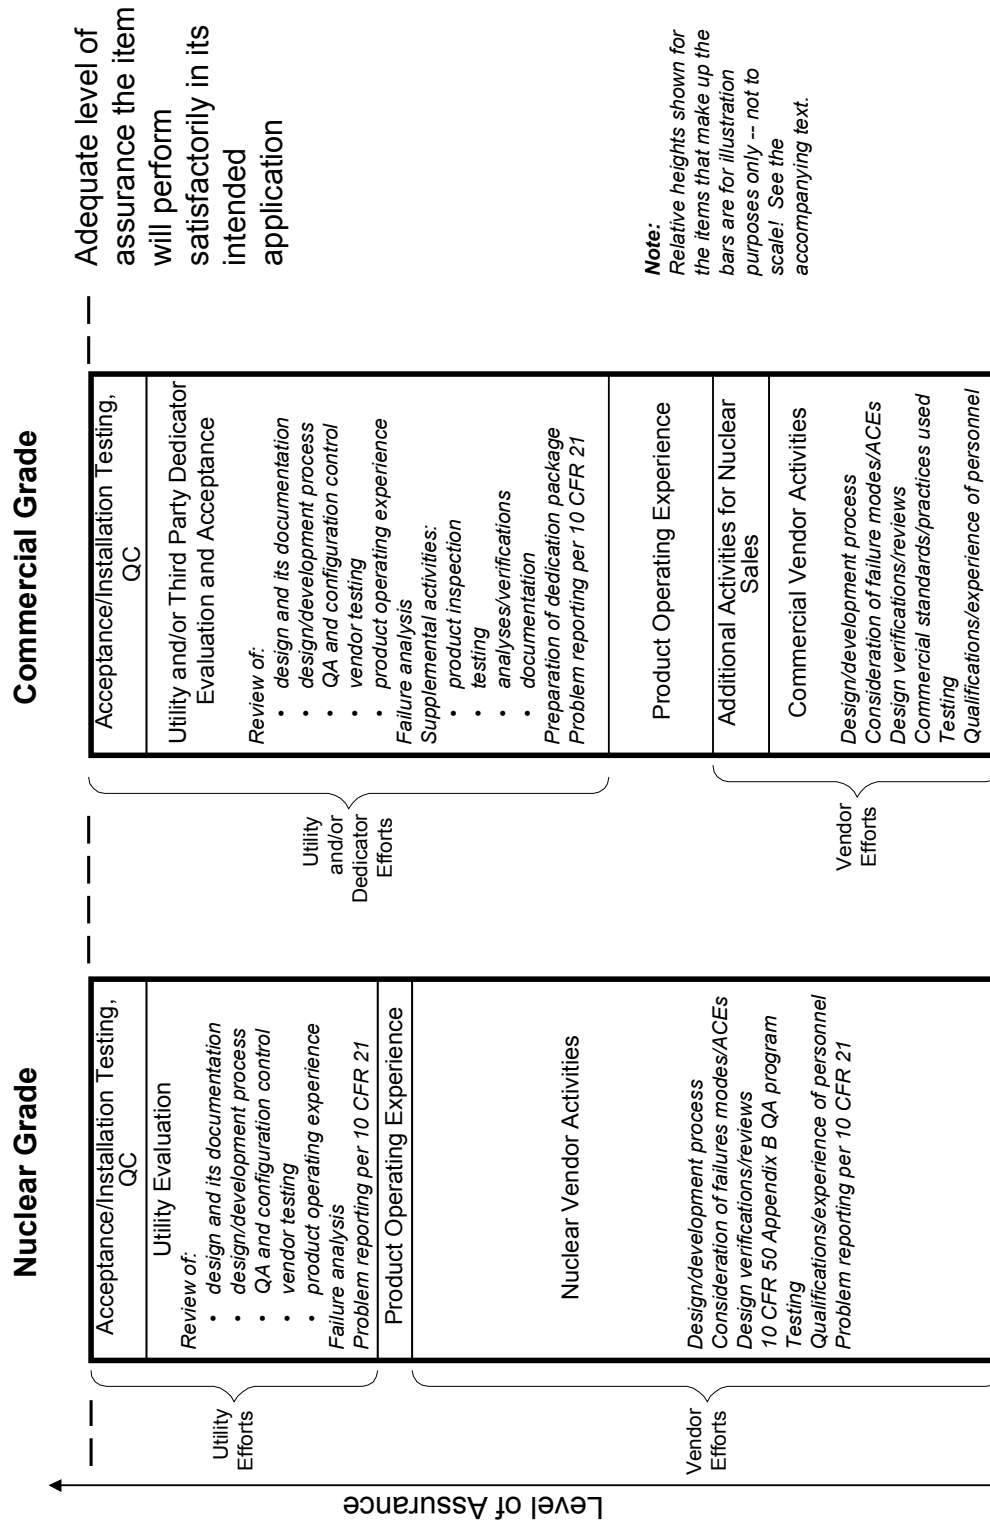 Nuclear Grade
Commercial Grade
Level of Assurance
Utility
Efforts
Vendor
Efforts
Acceptance/Installation Testing,
QC
Utility Evaluation
Review of:
• design and its documentation
• design/development process
• QA and configuration control
• vendor testing
• product operating experience
Failure analysis
Problem reporting per 10 CFR 21
Product Operating Experience
Nuclear Vendor Activities
Design/development process
Consideration of failures modes/ACEs
Design verifications/reviews
10 CFR 50 Appendix B QA program
Testing
Qualifications/experience of personnel
Problem reporting per 10 CFR 21
Utility
and/or
Dedicator
Efforts
Vendor
Efforts
Acceptance/Installation Testing,
QC
Utility and/or Third Party Dedicator
Evaluation and Acceptance
Review of:
• design and its documentation
• design/development process
• QA and configuration control
• vendor testing
• product operating experience
Failure analysis
Supplemental activities:
• product inspection
• testing
• analyses/verifications
• documentation
Preparation of dedication package
Problem reporting per 10 CFR 21
Product Operating Experience
Additional Activities for Nuclear
Sales
Commercial Vendor Activities
Design/development process
Consideration of failure modes/ACEs
Design verifications/reviews
Commercial standards/practices used
Testing
Qualifications/experience of personnel
Adequate level of
assurance the item
will perform
satisfactorily in its
intended
application
Note:
Relative heights shown for
the items that make up the
bars are for illustration
purposes only -- not to
scale! See the
accompanying text.